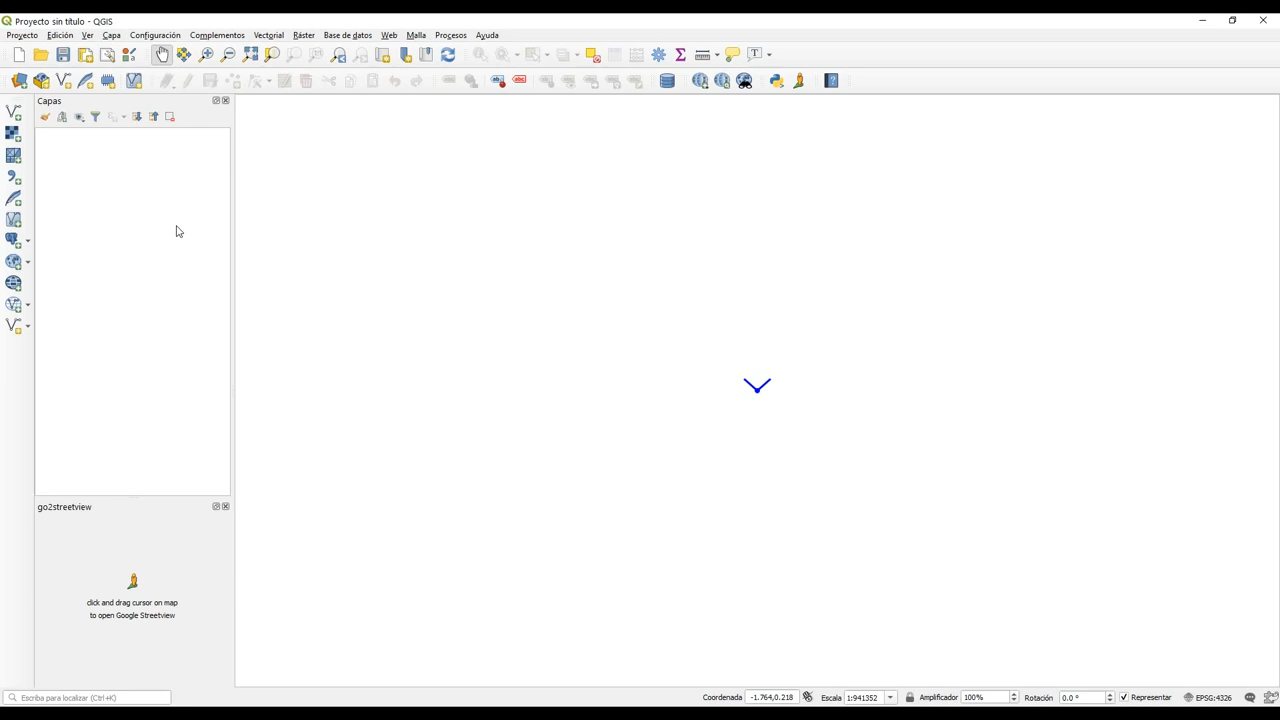 Proyecto sin título - QGIS
Proyecto Edición Ver Capa Configuración Complementos Vectorial Ráster Base de datos Web Malla Procesos Ayuda
Capas
go2streetview
click and drag cursor on map
to open Google Streetview
Escriba para localizar (Ctrl+K)
Coordenada -1.764,0.218 Escala 1:941352 Amplificador 100% Rotación 0.0 ° Representar EPSG:4326